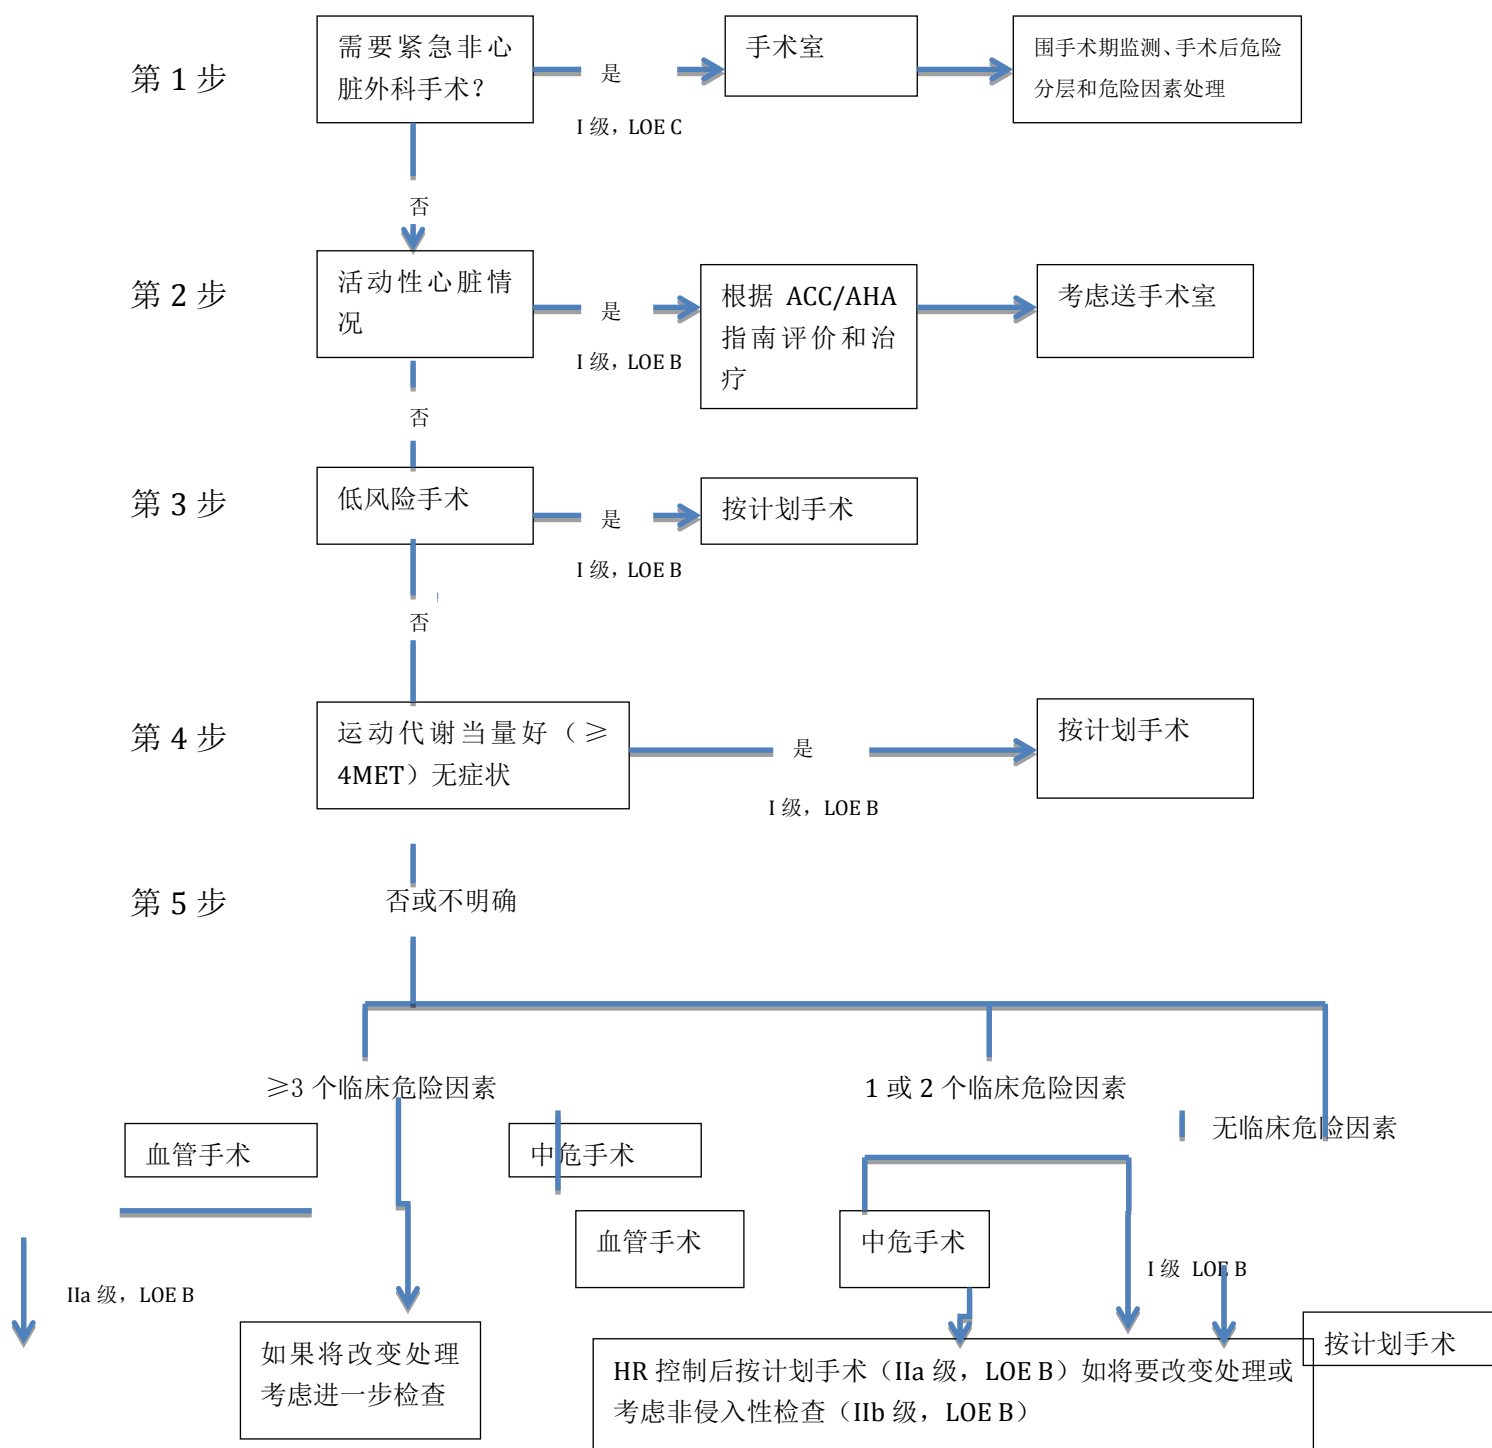 第 1 步
需要紧急非心
脏外科手术?
是
I 级，LOE C
手术室
围手术期监测、手术后危险
分层和危险因素处理
否
第 2 步
活动性心脏情
况
是
I 级，LOE B
根据 ACC/AHA
指南评价和治
疗
考虑送手术室
否
第 3 步
低风险手术
是
I 级，LOE B
按计划手术
否
第 4 步
运动代谢当量好（≥
4MET）无症状
是
I 级，LOE B
按计划手术
第 5 步
否或不明确
≥3 个临床危险因素
1 或 2 个临床危险因素
无临床危险因素
血管手术
中危手术
血管手术
中危手术
I 级 LOE B
IIa 级，LOE B
如果将改变处理
考虑进一步检查
HR 控制后按计划手术（IIa 级，LOE B）如将要改变处理或
考虑非侵入性检查（IIb 级，LOE B）
按计划手术